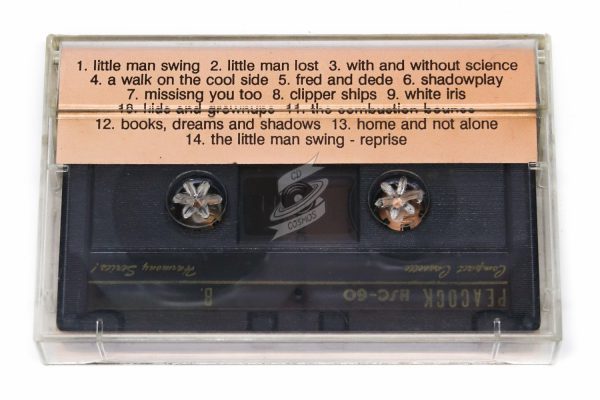 1. little man swing 2. little man lost 3. with and without science
4. a walk on the cool side 5. fred and dede 6. shadowplay
7. missisng you too 8. clipper ships 9. white iris
10. kids and grownups 11. the combustion bounce
12. books, dreams and shadows 13. home and not alone
14. the little man swing - reprise
CD
COSMOS
Compact Cassette
Harmony Series!
PEACOCK HSC-60
B.